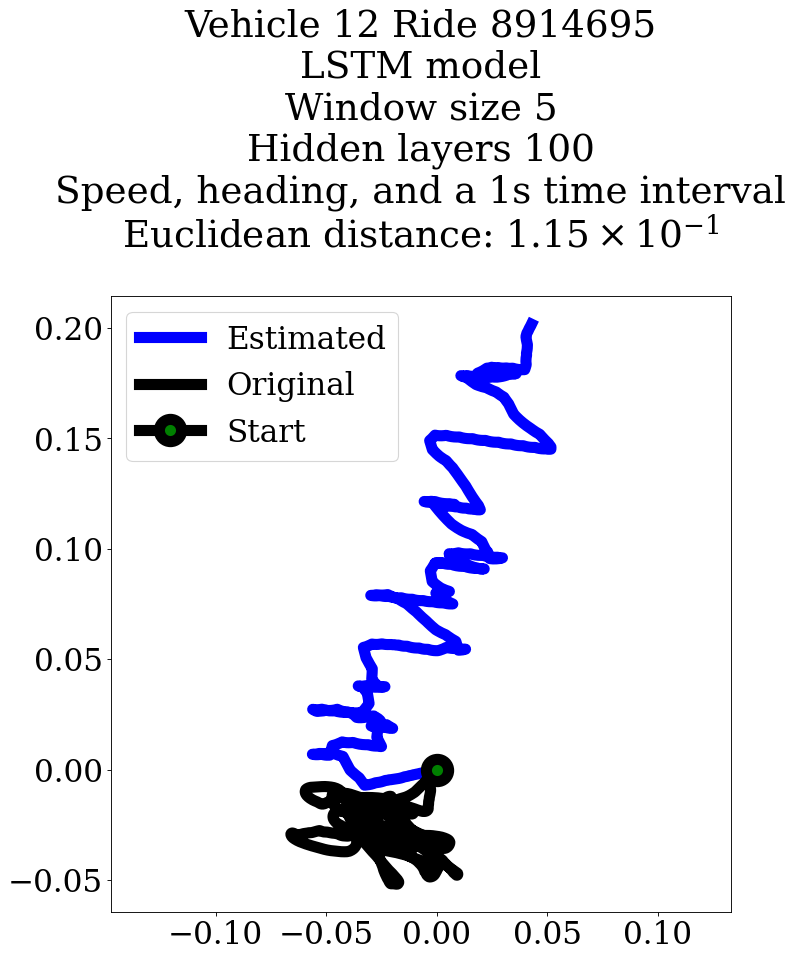 Vehicle 12 Ride 8914695
LSTM model
Window size 5
Hidden layers 100
Speed, heading, and a 1s time interval
Euclidean distance: 1.15 × 10⁻¹
Estimated
Original
Start
0.20
0.15
0.10
0.05
0.00
−0.05
−0.10 −0.05 0.00 0.05 0.10